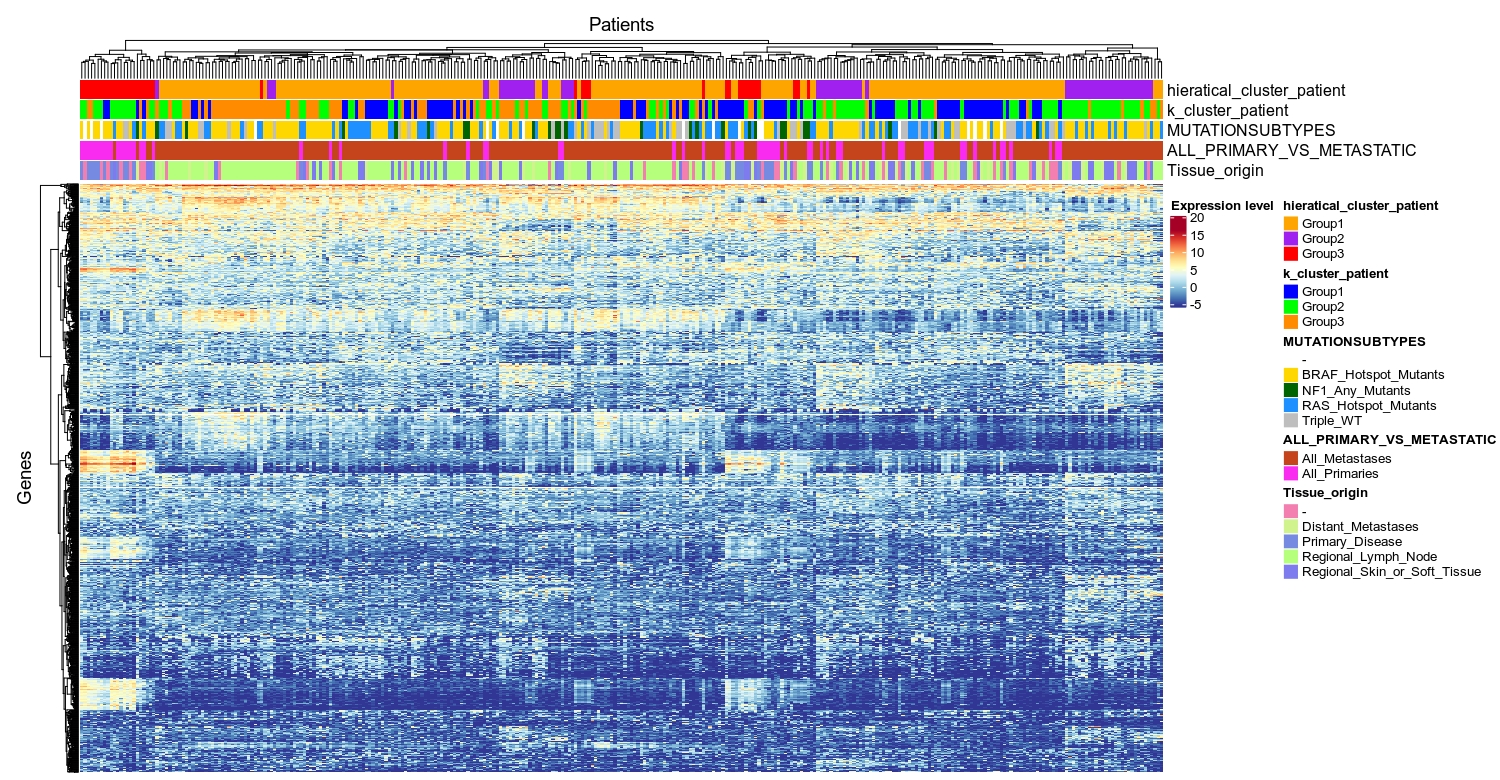 Patients
hieratical_cluster_patient
k_cluster_patient
MUTATIONSUBTYPES
ALL_PRIMARY_VS_METASTATIC
Tissue_origin
Genes
Expression level
20
15
10
5
0
-5
hieratical_cluster_patient
Group1
Group2
Group3
k_cluster_patient
Group1
Group2
Group3
MUTATIONSUBTYPES
-
BRAF_Hotspot_Mutants
NF1_Any_Mutants
RAS_Hotspot_Mutants
Triple_WT
ALL_PRIMARY_VS_METASTATIC
All_Metastases
All_Primaries
Tissue_origin
-
Distant_Metastases
Primary_Disease
Regional_Lymph_Node
Regional_Skin_or_Soft_Tissue